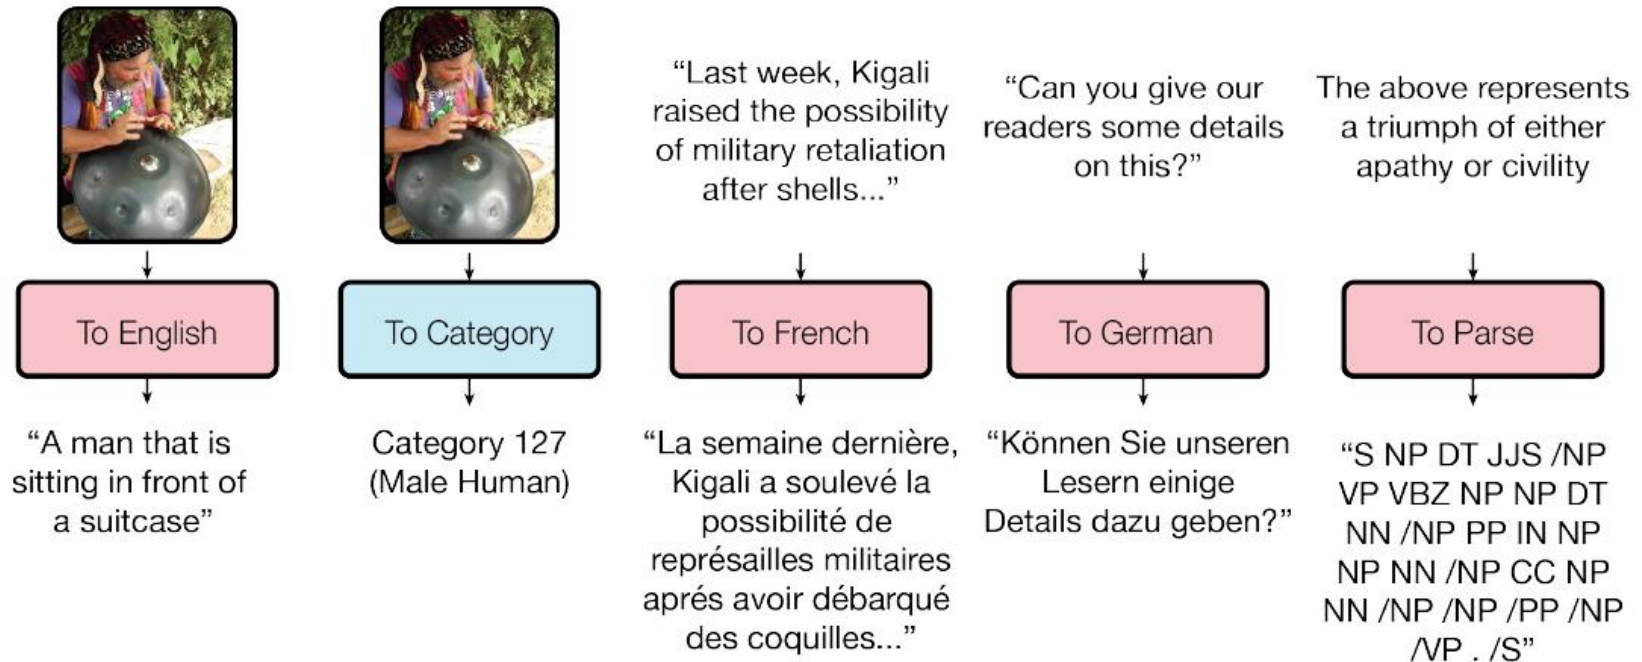 “Last week, Kigali
raised the possibility
of military retaliation
after shells...”
“Can you give our
readers some details
on this?”
The above represents
a triumph of either
apathy or civility
To English
To Category
To French
To German
To Parse
“A man that is
sitting in front of
a suitcase”
Category 127
(Male Human)
“La semaine dernière,
Kigali a soulevé la
possibilité de
représailles militaires
aprés avoir débarqué
des coquilles...”
“Können Sie unseren
Lesern einige
Details dazu geben?”
“S NP DT JJS /NP
VP VBZ NP NP DT
NN /NP PP IN NP
NP NN /NP CC NP
NN /NP /NP /PP /NP
/VP . /S”